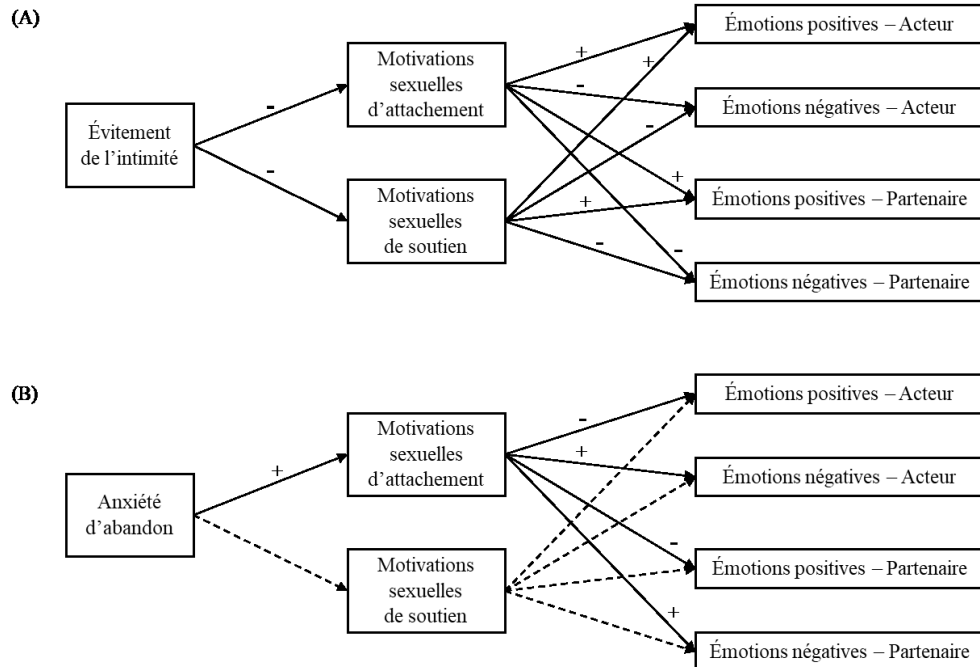 (A)
Évitement
de l’intimité
-
-
Motivations
sexuelles
d’attachement
Motivations
sexuelles
de soutien
+
+
-
-
+
+
-
-
Émotions positives – Acteur
Émotions négatives – Acteur
Émotions positives – Partenaire
Émotions négatives – Partenaire
(B)
Anxiété
d’abandon
+
Motivations
sexuelles
d’attachement
Motivations
sexuelles
de soutien
-
+
-
+
Émotions positives – Acteur
Émotions négatives – Acteur
Émotions positives – Partenaire
Émotions négatives – Partenaire